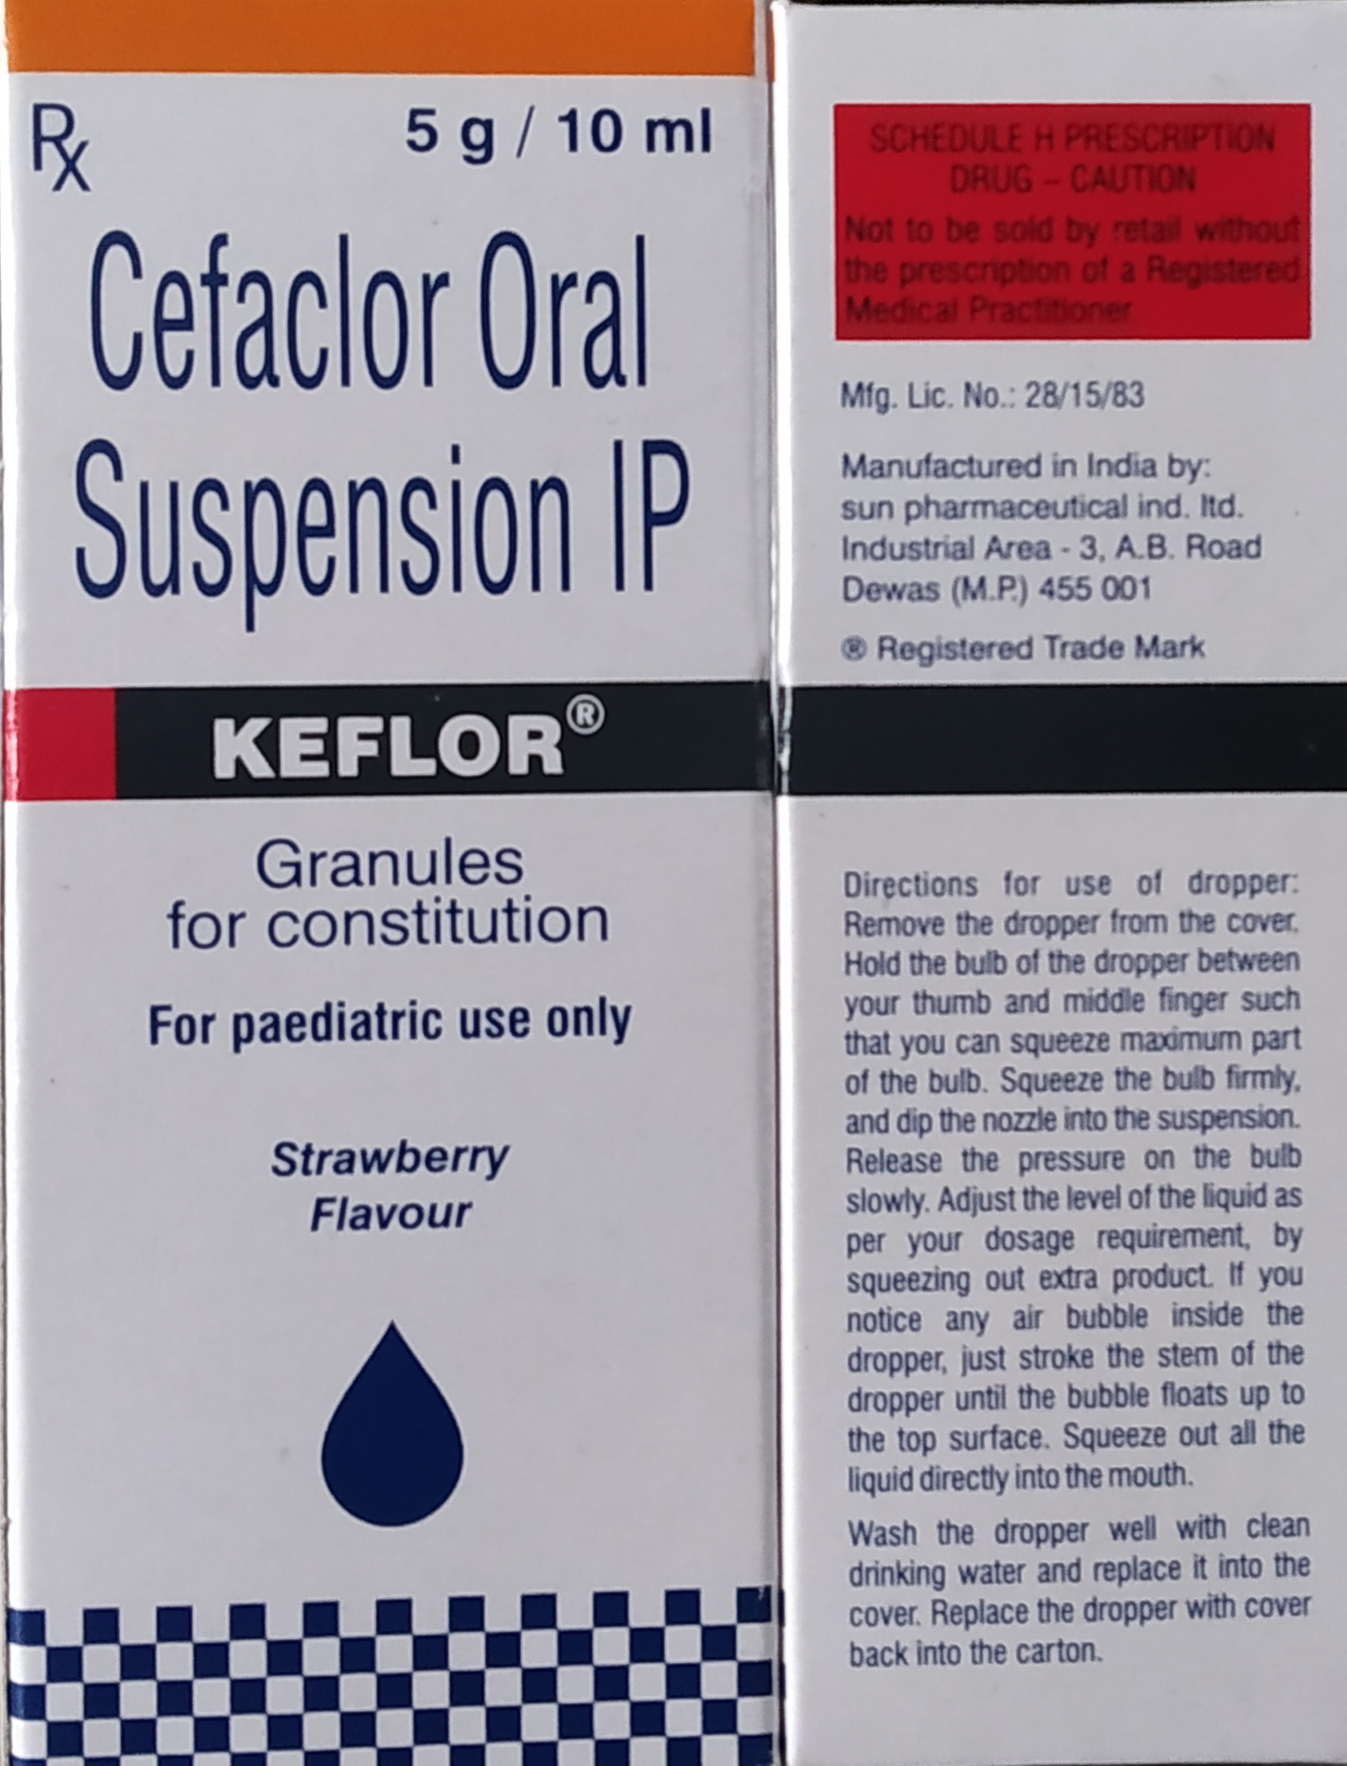 Rx
5 g / 10 ml
Cefaclor Oral
Suspension IP
KEFLOR®
Granules
for constitution
For paediatric use only
Strawberry
Flavour
SCHEDULE H PRESCRIPTION
DRUG – CAUTION
Not to be sold by retail without
the prescription of a Registered
Medical Practitioner.
Mfg. Lic. No.: 28/15/83
Manufactured in India by:
sun pharmaceutical ind. ltd.
Industrial Area - 3, A.B. Road
Dewas (M.P.) 455 001
® Registered Trade Mark
Directions for use of dropper:
Remove the dropper from the cover.
Hold the bulb of the dropper between
your thumb and middle finger such
that you can squeeze maximum part
of the bulb. Squeeze the bulb firmly,
and dip the nozzle into the suspension.
Release the pressure on the bulb
slowly. Adjust the level of the liquid as
per your dosage requirement, by
squeezing out extra product. If you
notice any air bubble inside the
dropper, just stroke the stem of the
dropper until the bubble floats up to
the top surface. Squeeze out all the
liquid directly into the mouth.
Wash the dropper well with clean
drinking water and replace it into the
cover. Replace the dropper with cover
back into the carton.